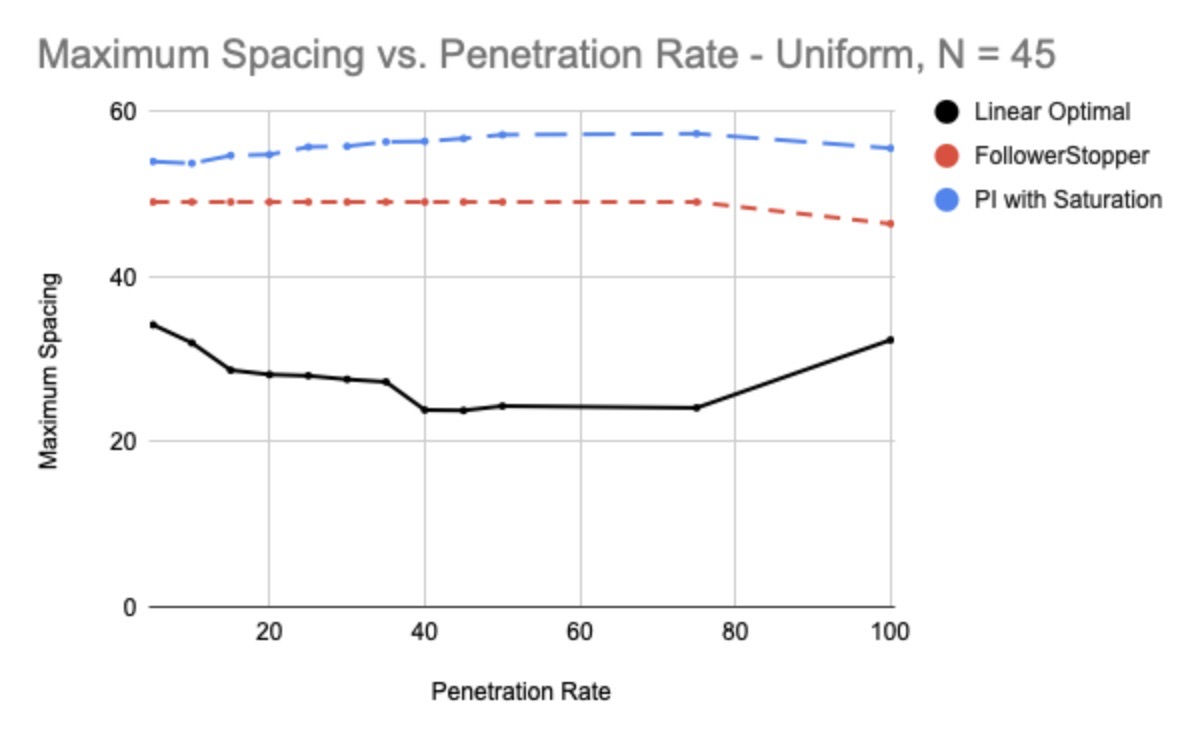 Maximum Spacing vs. Penetration Rate - Uniform, N = 45
60
40
20
0
Maximum Spacing
20
40
60
80
100
Penetration Rate
Linear Optimal
FollowerStopper
PI with Saturation